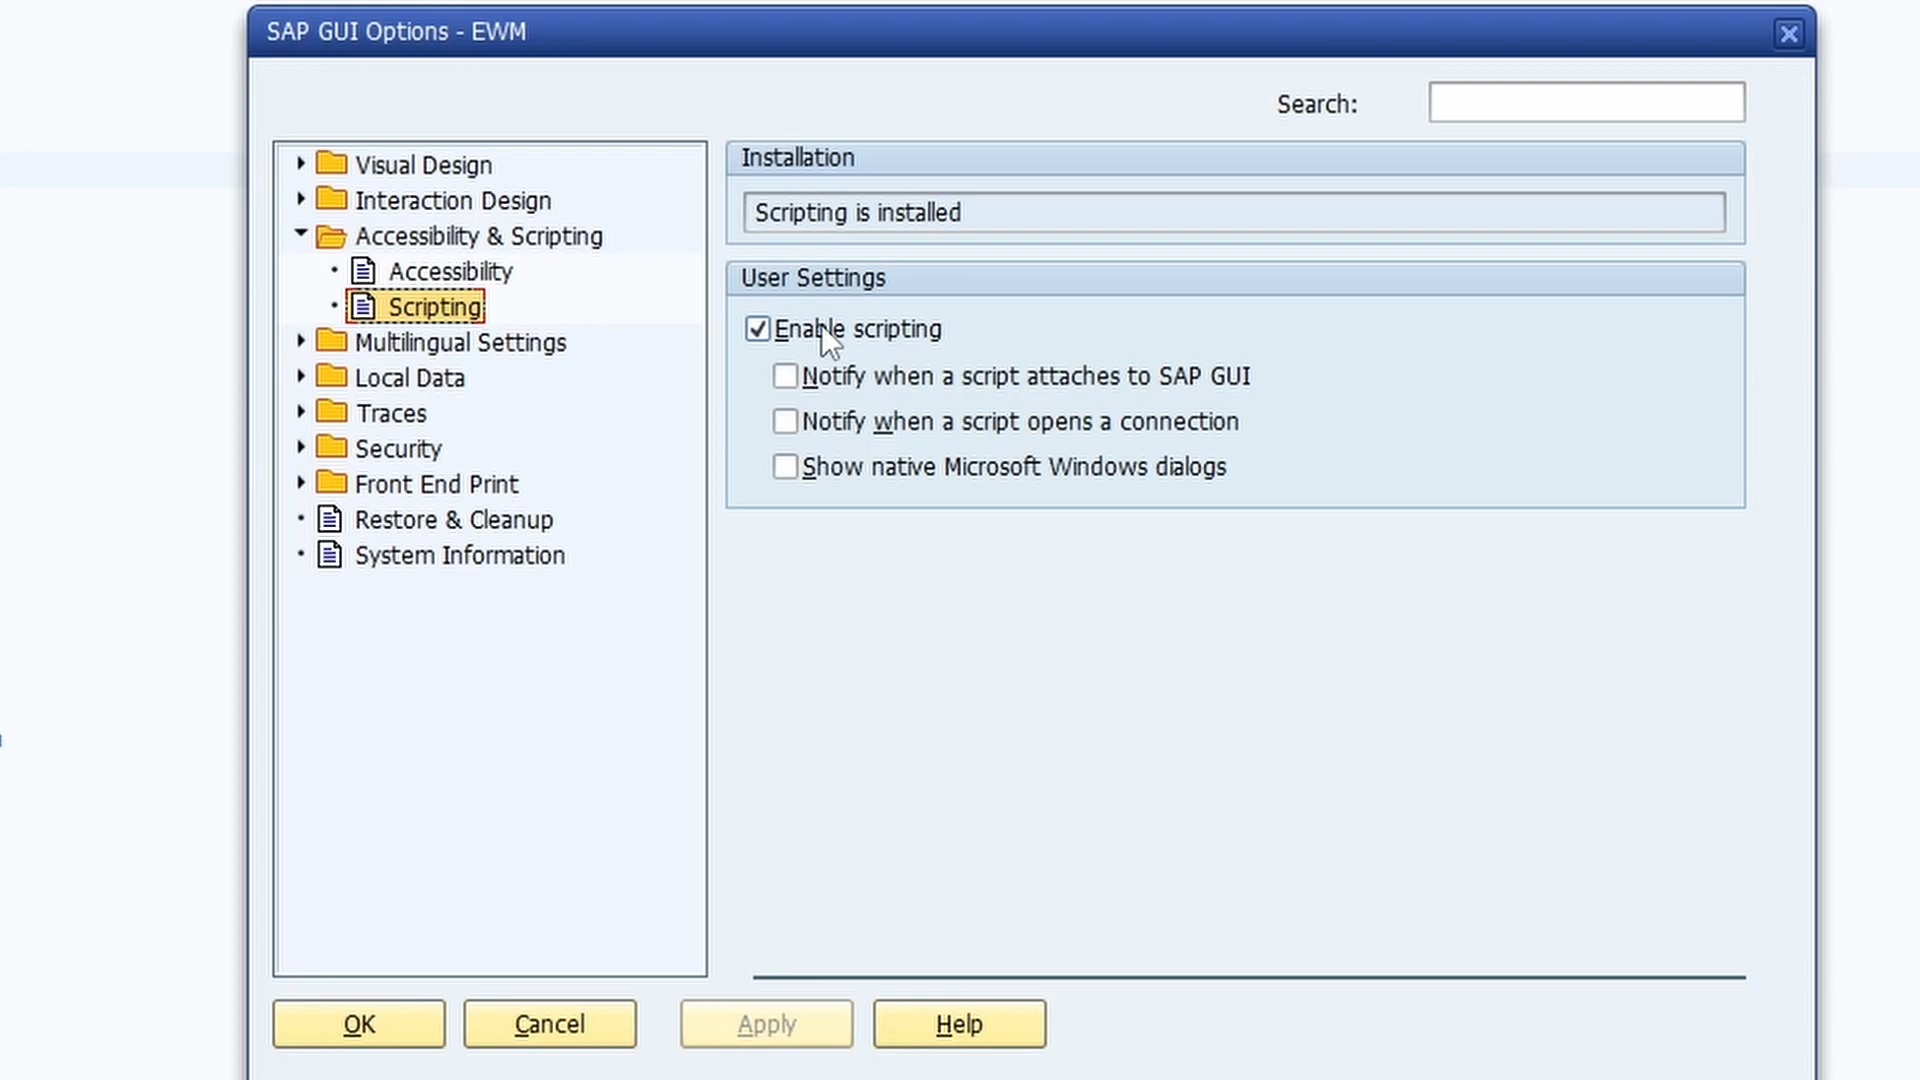 SAP GUI Options - EWM
Search:
Visual Design
Interaction Design
Accessibility & Scripting
Accessibility
Scripting
Multilingual Settings
Local Data
Traces
Security
Front End Print
Restore & Cleanup
System Information
Installation
Scripting is installed
User Settings
Enable scripting
Notify when a script attaches to SAP GUI
Notify when a script opens a connection
Show native Microsoft Windows dialogs
OK
Cancel
Apply
Help